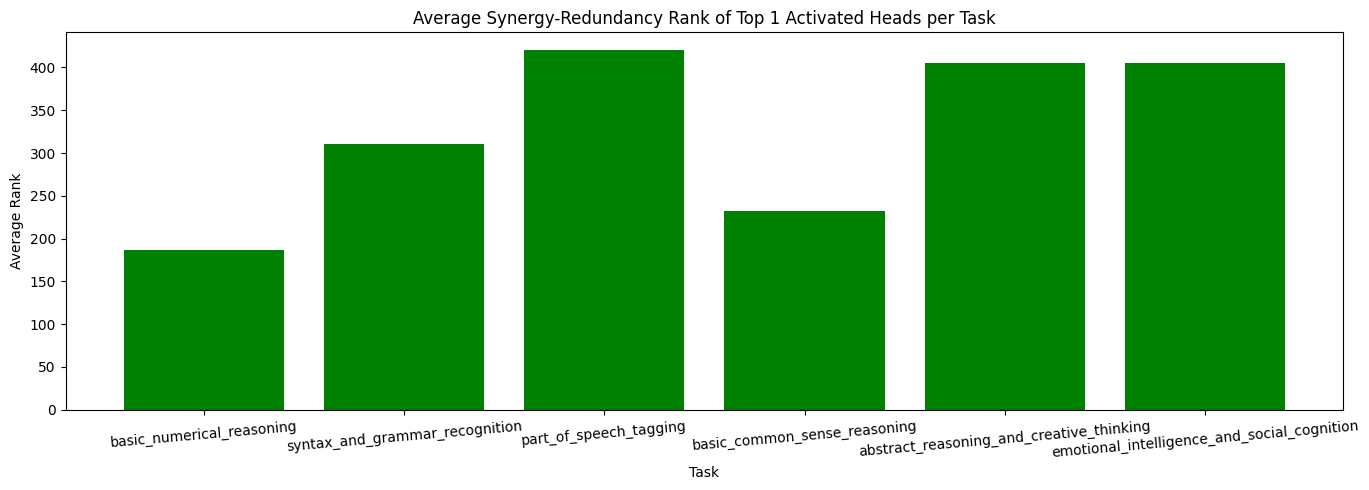 Average Synergy-Redundancy Rank of Top 1 Activated Heads per Task
Average Rank
400
350
300
250
200
150
100
50
0
basic_numerical_reasoning
syntax_and_grammar_recognition
part_of_speech_tagging
basic_common_sense_reasoning
abstract_reasoning_and_creative_thinking
emotional_intelligence_and_social_cognition
Task